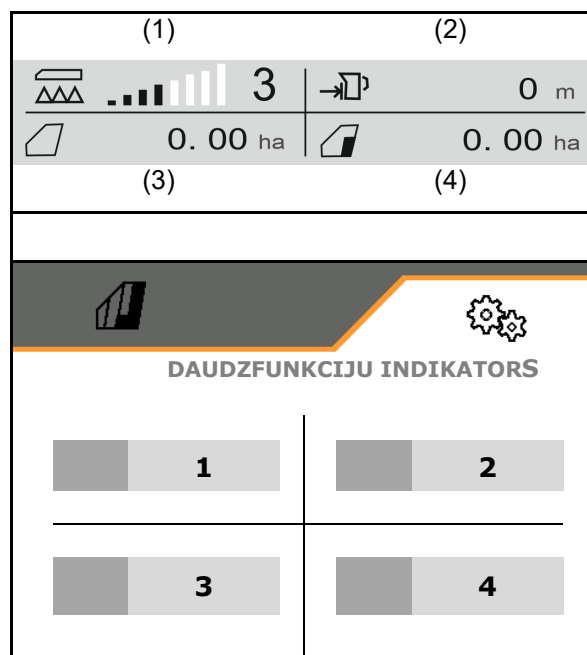 (1) (2)
3 0 m
0.00 ha 0.00 ha
(3) (4)
DAUDZFUNKCIJU INDIKATORS
1 2
3 4